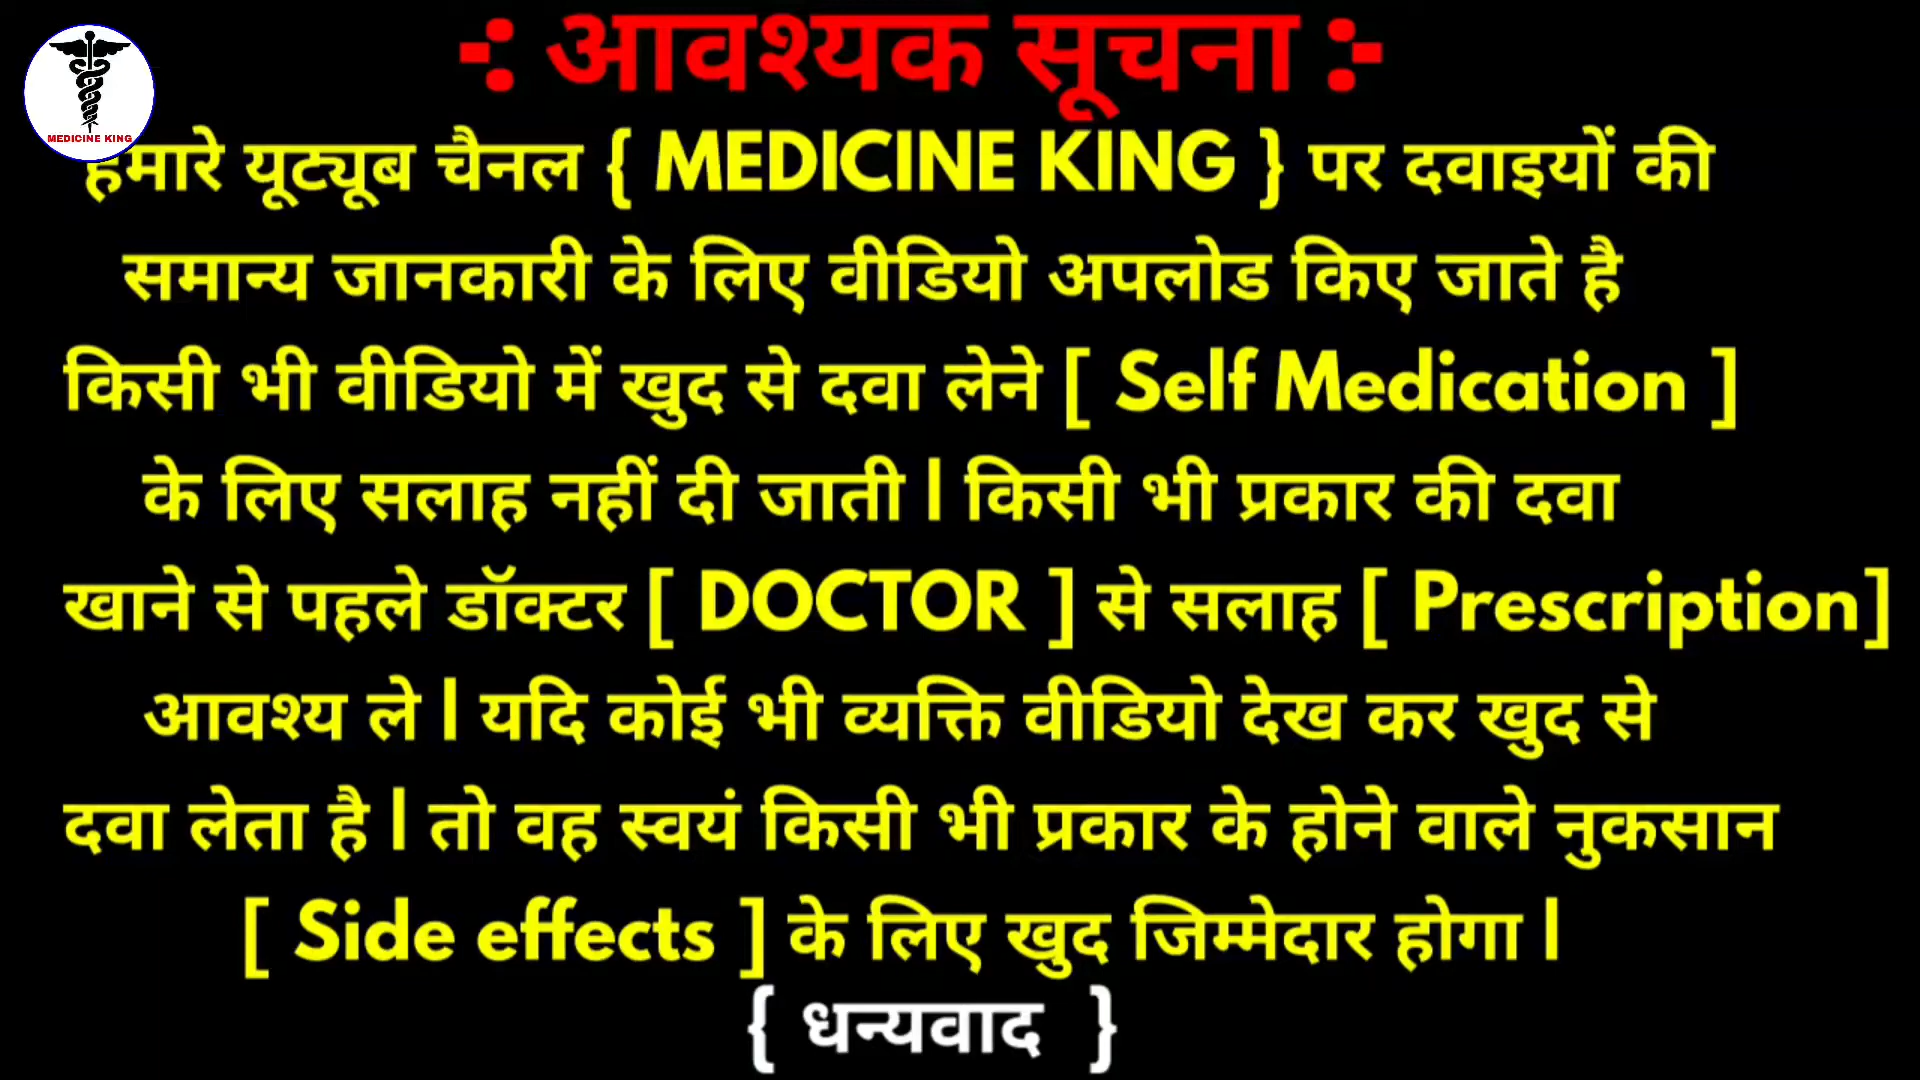 -: आवश्यक सूचना :-
MEDICINE KING
हमारे यूट्यूब चैनल { MEDICINE KING } पर दवाइयों की
समान्य जानकारी के लिए वीडियो अपलोड किए जाते है
किसी भी वीडियो में खुद से दवा लेने [ Self Medication ]
के लिए सलाह नहीं दी जाती | किसी भी प्रकार की दवा
खाने से पहले डॉक्टर [ DOCTOR ] से सलाह [ Prescription]
आवश्य ले | यदि कोई भी व्यक्ति वीडियो देख कर खुद से
दवा लेता है | तो वह स्वयं किसी भी प्रकार के होने वाले नुकसान
[ Side effects ] के लिए खुद जिम्मेदार होगा |
{ धन्यवाद }